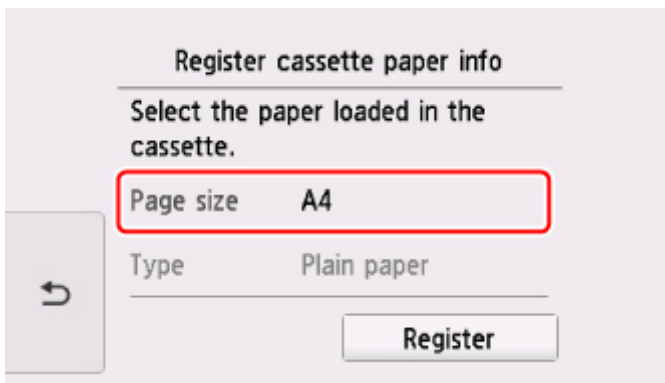 Register cassette paper info
Select the paper loaded in the
cassette.
Page size A4
Type Plain paper
Register